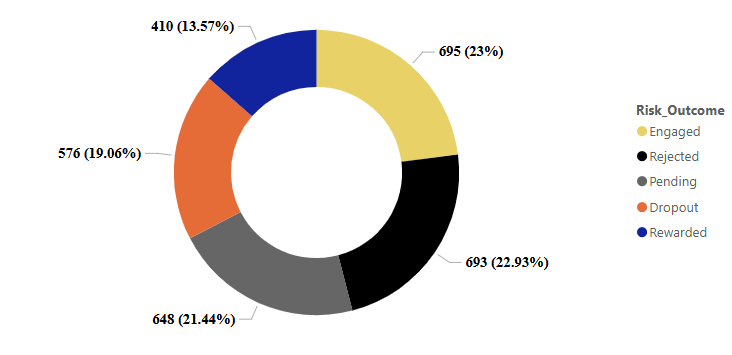 410 (13.57%)
695 (23%)
576 (19.06%)
693 (22.93%)
648 (21.44%)
Risk_Outcome
Engaged
Rejected
Pending
Dropout
Rewarded